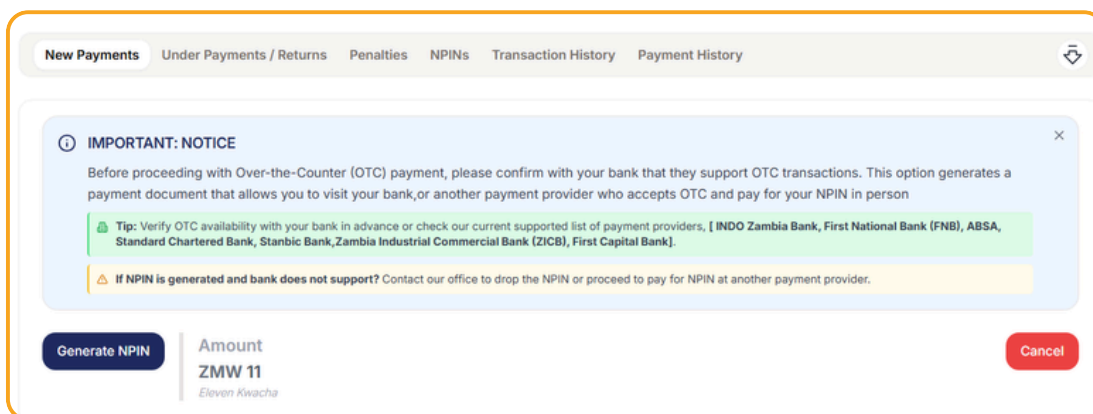 New Payments Under Payments / Returns Penalties NPINs Transaction History Payment History
IMPORTANT: NOTICE
Before proceeding with Over-the-Counter (OTC) payment, please confirm with your bank that they support OTC transactions. This option generates a
payment document that allows you to visit your bank,or another payment provider who accepts OTC and pay for your NPIN in person
Tip: Verify OTC availability with your bank in advance or check our current supported list of payment providers, [ INDO Zambia Bank, First National Bank (FNB), ABSA,
Standard Chartered Bank, Stanbic Bank,Zambia Industrial Commercial Bank (ZICB), First Capital Bank].
If NPIN is generated and bank does not support? Contact our office to drop the NPIN or proceed to pay for NPIN at another payment provider.
Generate NPIN
Amount
ZMW 11
Eleven Kwacha
Cancel